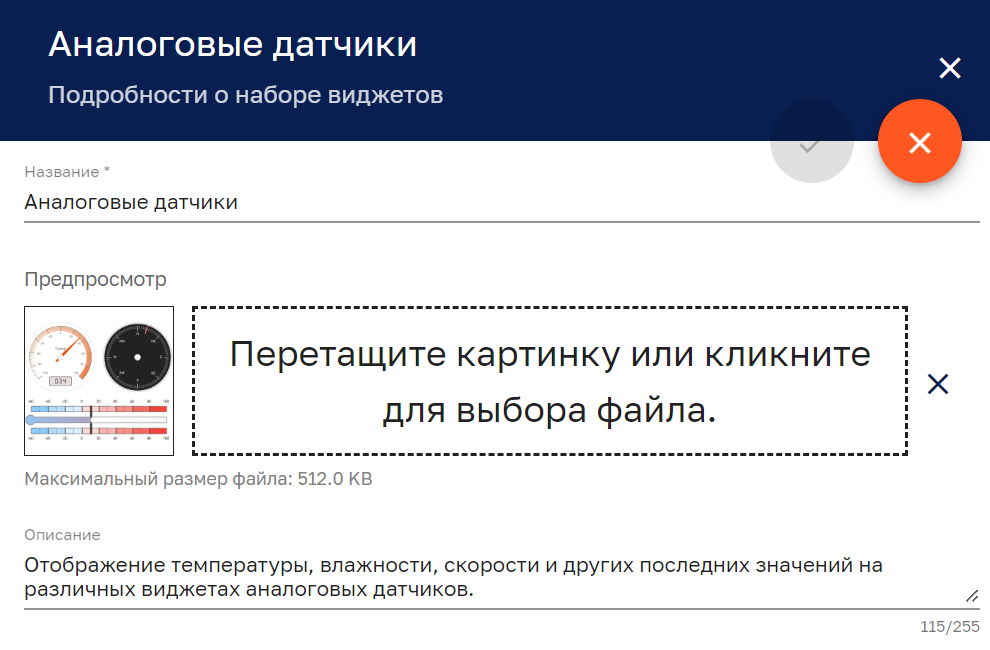 Аналоговые датчики
Подробности о наборе виджетов
Название *
Аналоговые датчики
Предпросмотр
Перетащите картинку или кликните
для выбора файла.
Максимальный размер файла: 512.0 KB
Описание
Отображение температуры, влажности, скорости и других последних значений на
различных виджетах аналоговых датчиков.
115/255